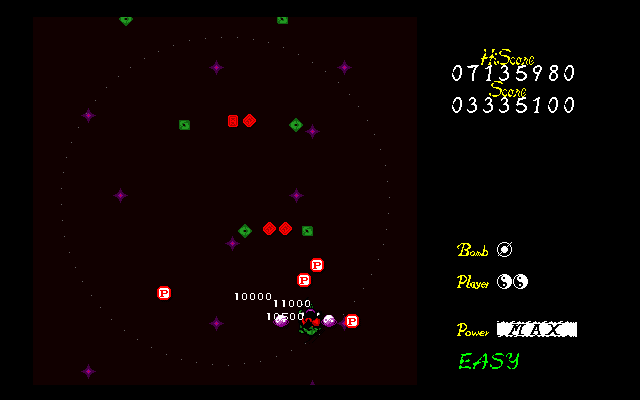 HiScore
07135980
Score
03335100
P
P
P
10000
11000
10500
P
Bomb
Player
Power MAX
EASY